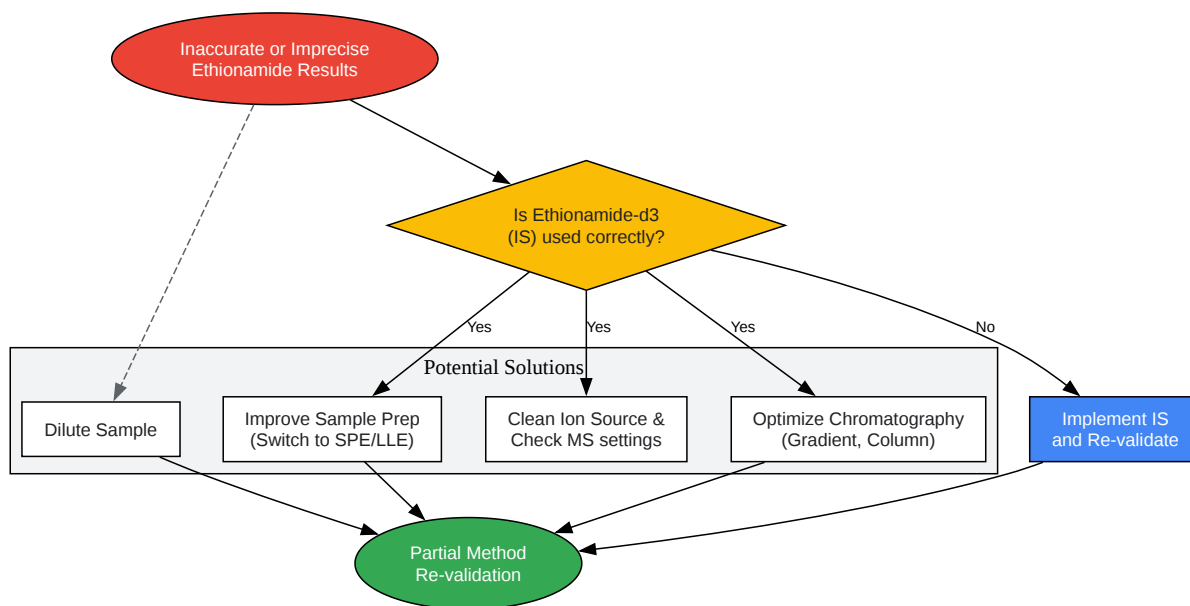 Inaccurate or Imprecise
Ethionamide Results
Is Ethionamide-d3
(IS) used correctly?
Yes
Yes
Yes
No
Potential Solutions
Dilute Sample
Improve Sample Prep
(Switch to SPE/LLE)
Clean Ion Source &
Check MS settings
Optimize Chromatography
(Gradient, Column)
Implement IS
and Re-validate
Partial Method
Re-validation